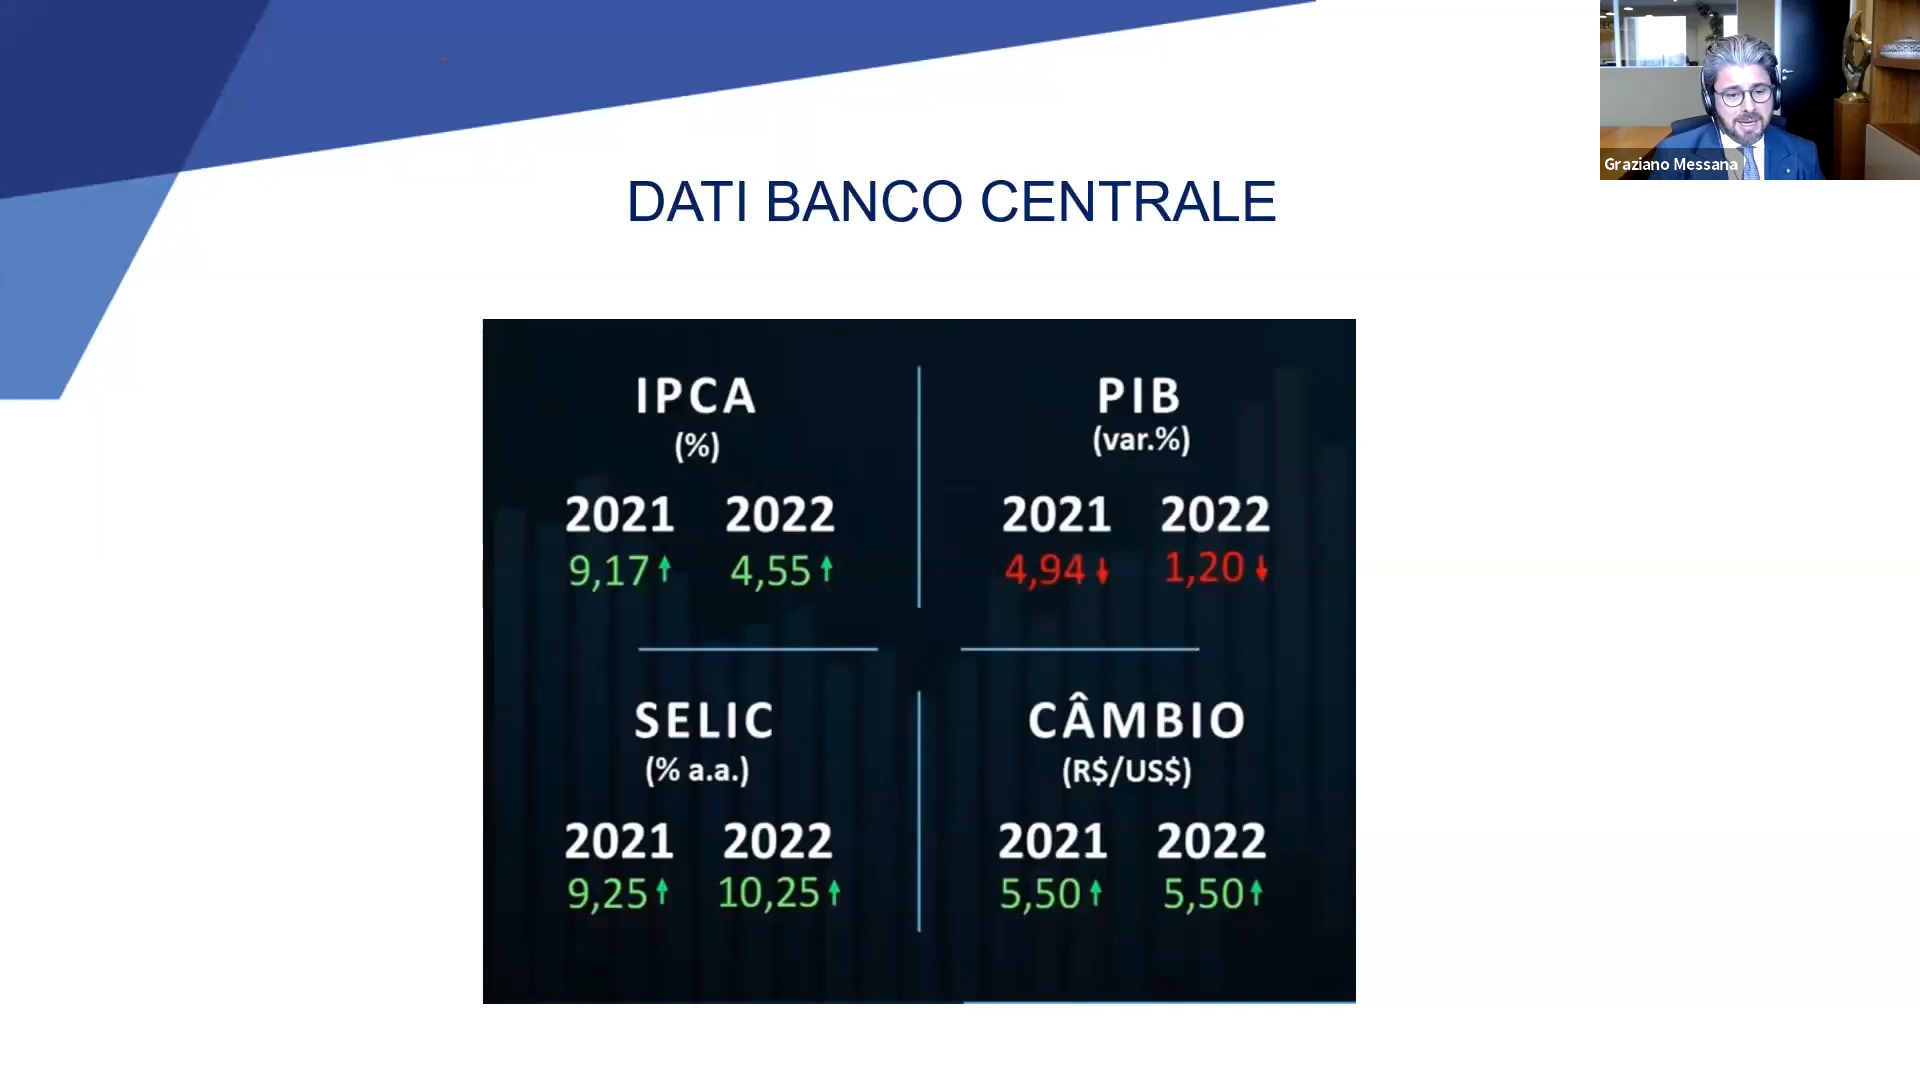 Graziano Messana
DATI BANCO CENTRALE
IPCA
(%)
2021 2022
9,17 4,55
PIB
(var.%)
2021 2022
4,94 1,20
SELIC
(% a.a.)
2021 2022
9,25 10,25
CÂMBIO
(R$/US$)
2021 2022
5,50 5,50